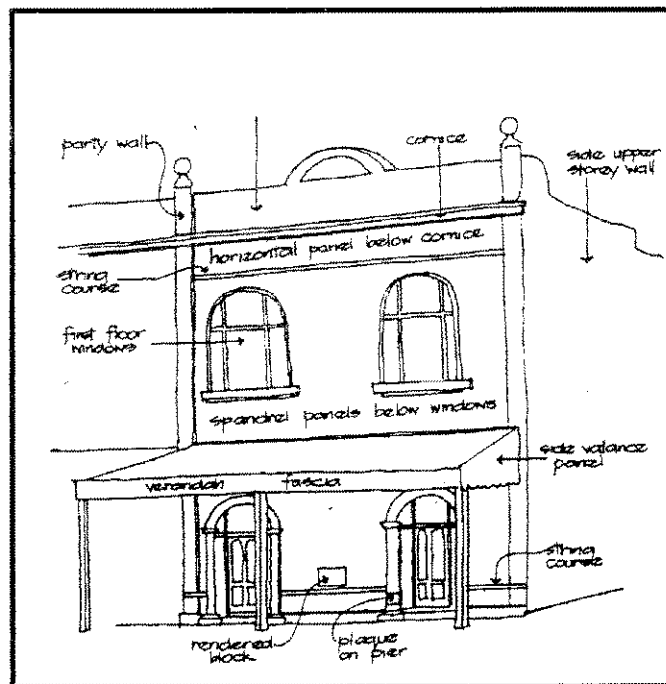 party wall
cornice
side upper
storey wall
horizontal panel below cornice
string
course
first floor
windows
spandrel panels below windows
side valance
panel
verandah fascia
string
course
rendered
block
plaque
on pier